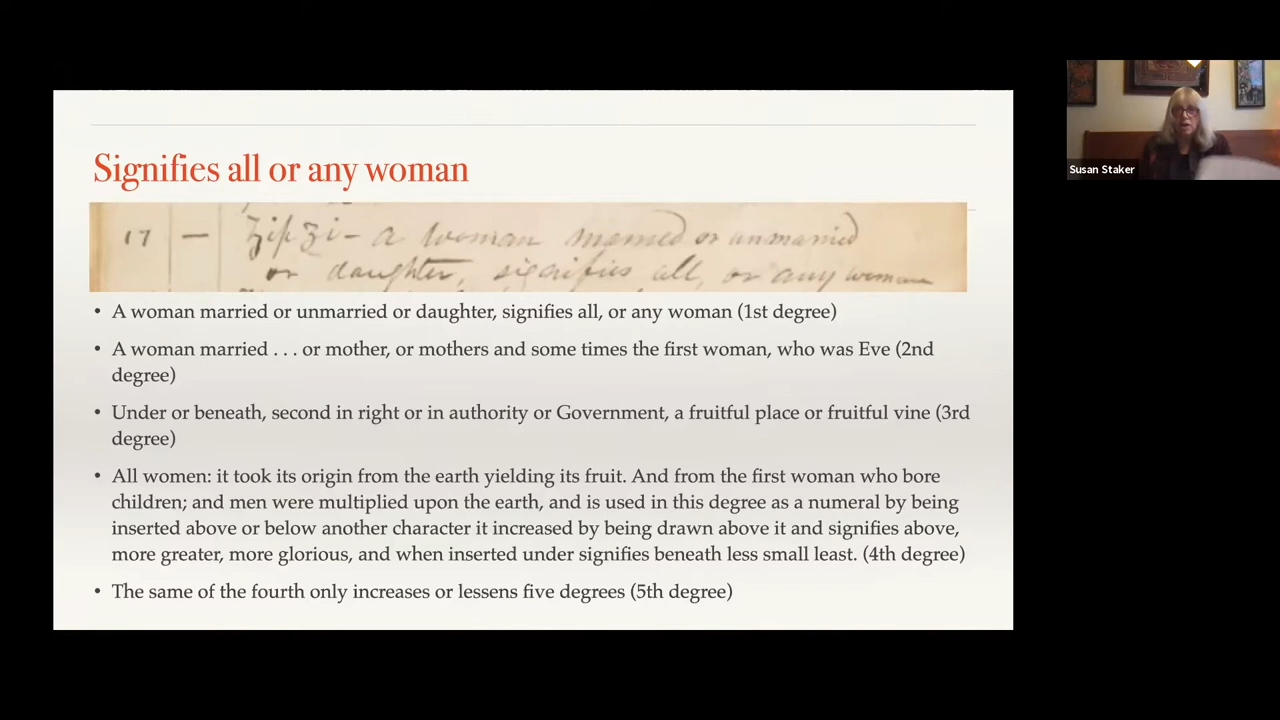 Signifies all or any woman
17 — Zip Zi – a woman married or unmarried
or daughter, signifies all, or any woman
• A woman married or unmarried or daughter, signifies all, or any woman (1st degree)
• A woman married . . . or mother, or mothers and some times the first woman, who was Eve (2nd
degree)
• Under or beneath, second in right or in authority or Government, a fruitful place or fruitful vine (3rd
degree)
• All women: it took its origin from the earth yielding its fruit. And from the first woman who bore
children; and men were multiplied upon the earth, and is used in this degree as a numeral by being
inserted above or below another character it increased by being drawn above it and signifies above,
more greater, more glorious, and when inserted under signifies beneath less small least. (4th degree)
• The same of the fourth only increases or lessens five degrees (5th degree)
Susan Staker